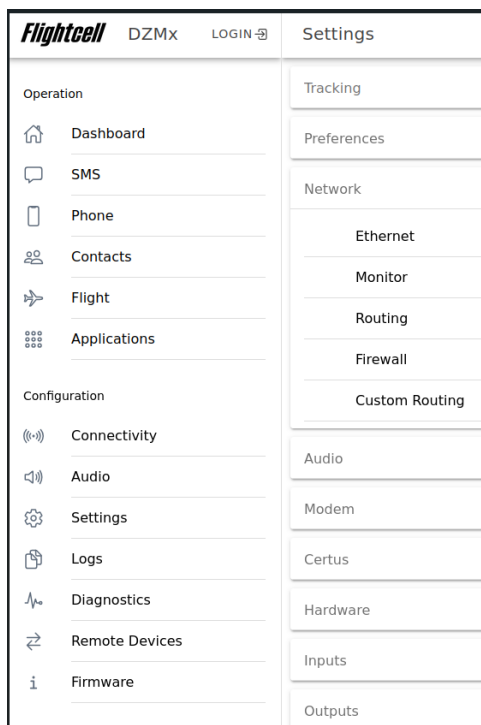 Flightcell DZMx LOGIN
Operation
Dashboard
SMS
Phone
Contacts
Flight
Applications
Configuration
Connectivity
Audio
Settings
Logs
Diagnostics
Remote Devices
Firmware
Settings
Tracking
Preferences
Network
Ethernet
Monitor
Routing
Firewall
Custom Routing
Audio
Modem
Certus
Hardware
Inputs
Outputs